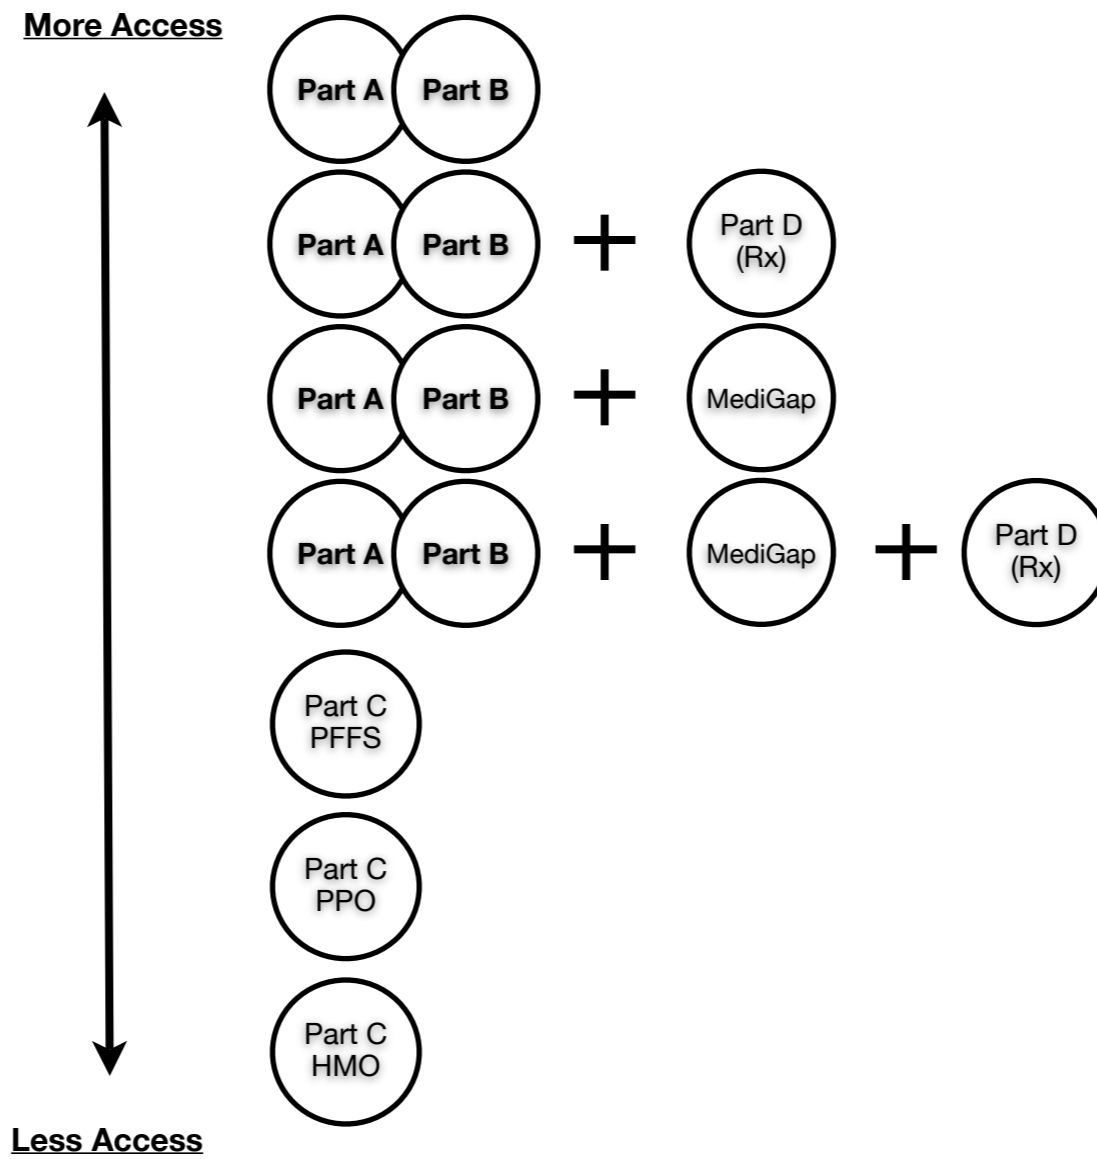 More Access
Part A Part B
Part A Part B + Part D
(Rx)
Part A Part B + MediGap
Part A Part B + MediGap + Part D
(Rx)
Part C
PFFS
Part C
PPO
Part C
HMO
Less Access